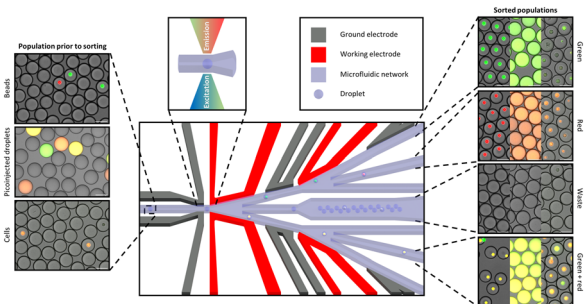 Population prior to sorting
Beads
Picoinjected droplets
Cells
Emission
Excitation
Ground electrode
Working electrode
Microfluidic network
Droplet
Sorted populations
Green
Red
Waste
Green + red